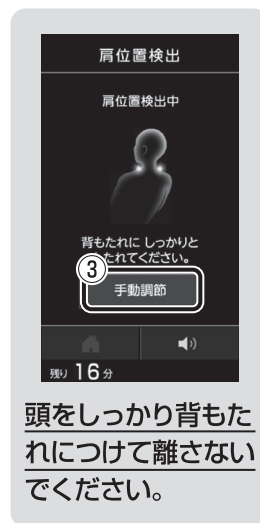 肩位置検出
肩位置検出中
背もたれに しっかりと
たれてください。
③
手動調節
残り 16分
頭をしっかり背もた
れにつけて離さない
でください。